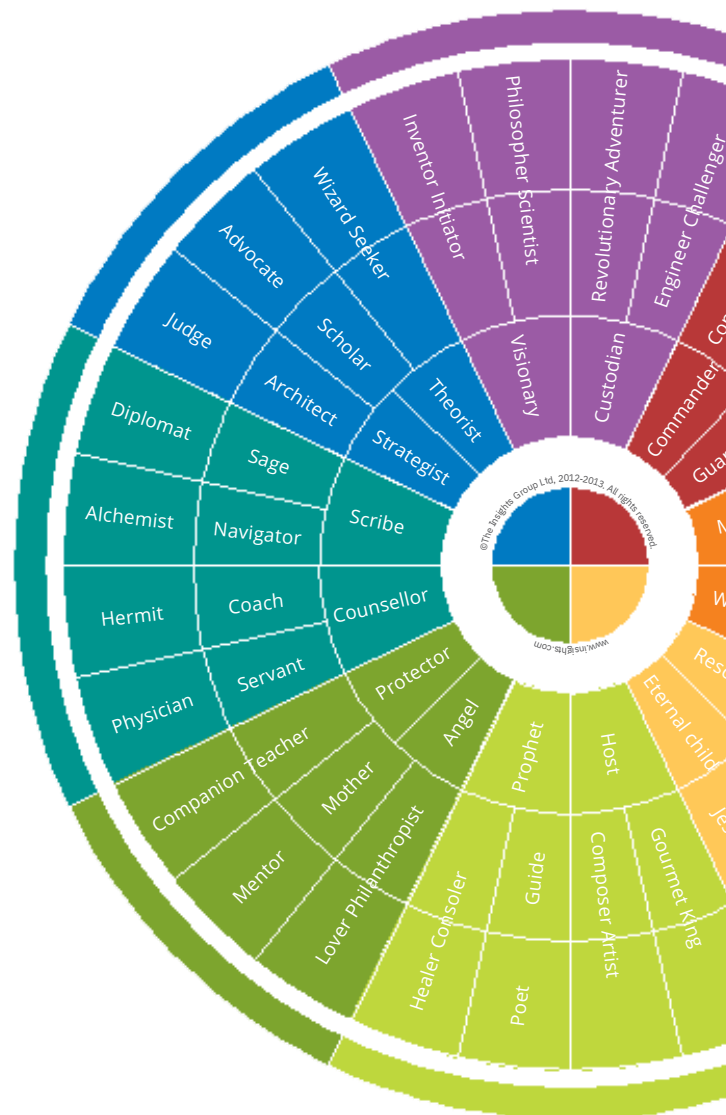 Inventor Initiator
Philosopher Scientist
Revolutionary Adventurer
Revolutionary
Engineer Challenger
Visionary
Custodian
Wizard Seeker
Advocate
Judge
Scholar
Architect
Theorist
Strategist
Commander
Diplomat
Sage
Alchemist
Navigator
Scribe
Hermit
Coach
Counsellor
Physician
Servant
©The Insights Group Ltd, 2012-2013. All rights reserved.
www.insights.com
Protector
Angel
Companion Teacher
Mother
Mentor
Lover Philanthropist
Eternal child
Prophet
Host
Healer Consoler
Guide
Poet
Composer Artist
Gourmet King